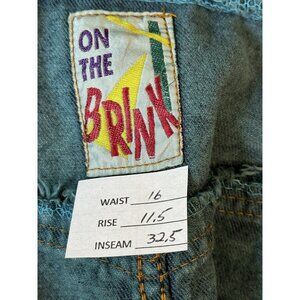 ON
THE
BRINK
WAIST 16
RISE 11.5
INSEAM 32.5